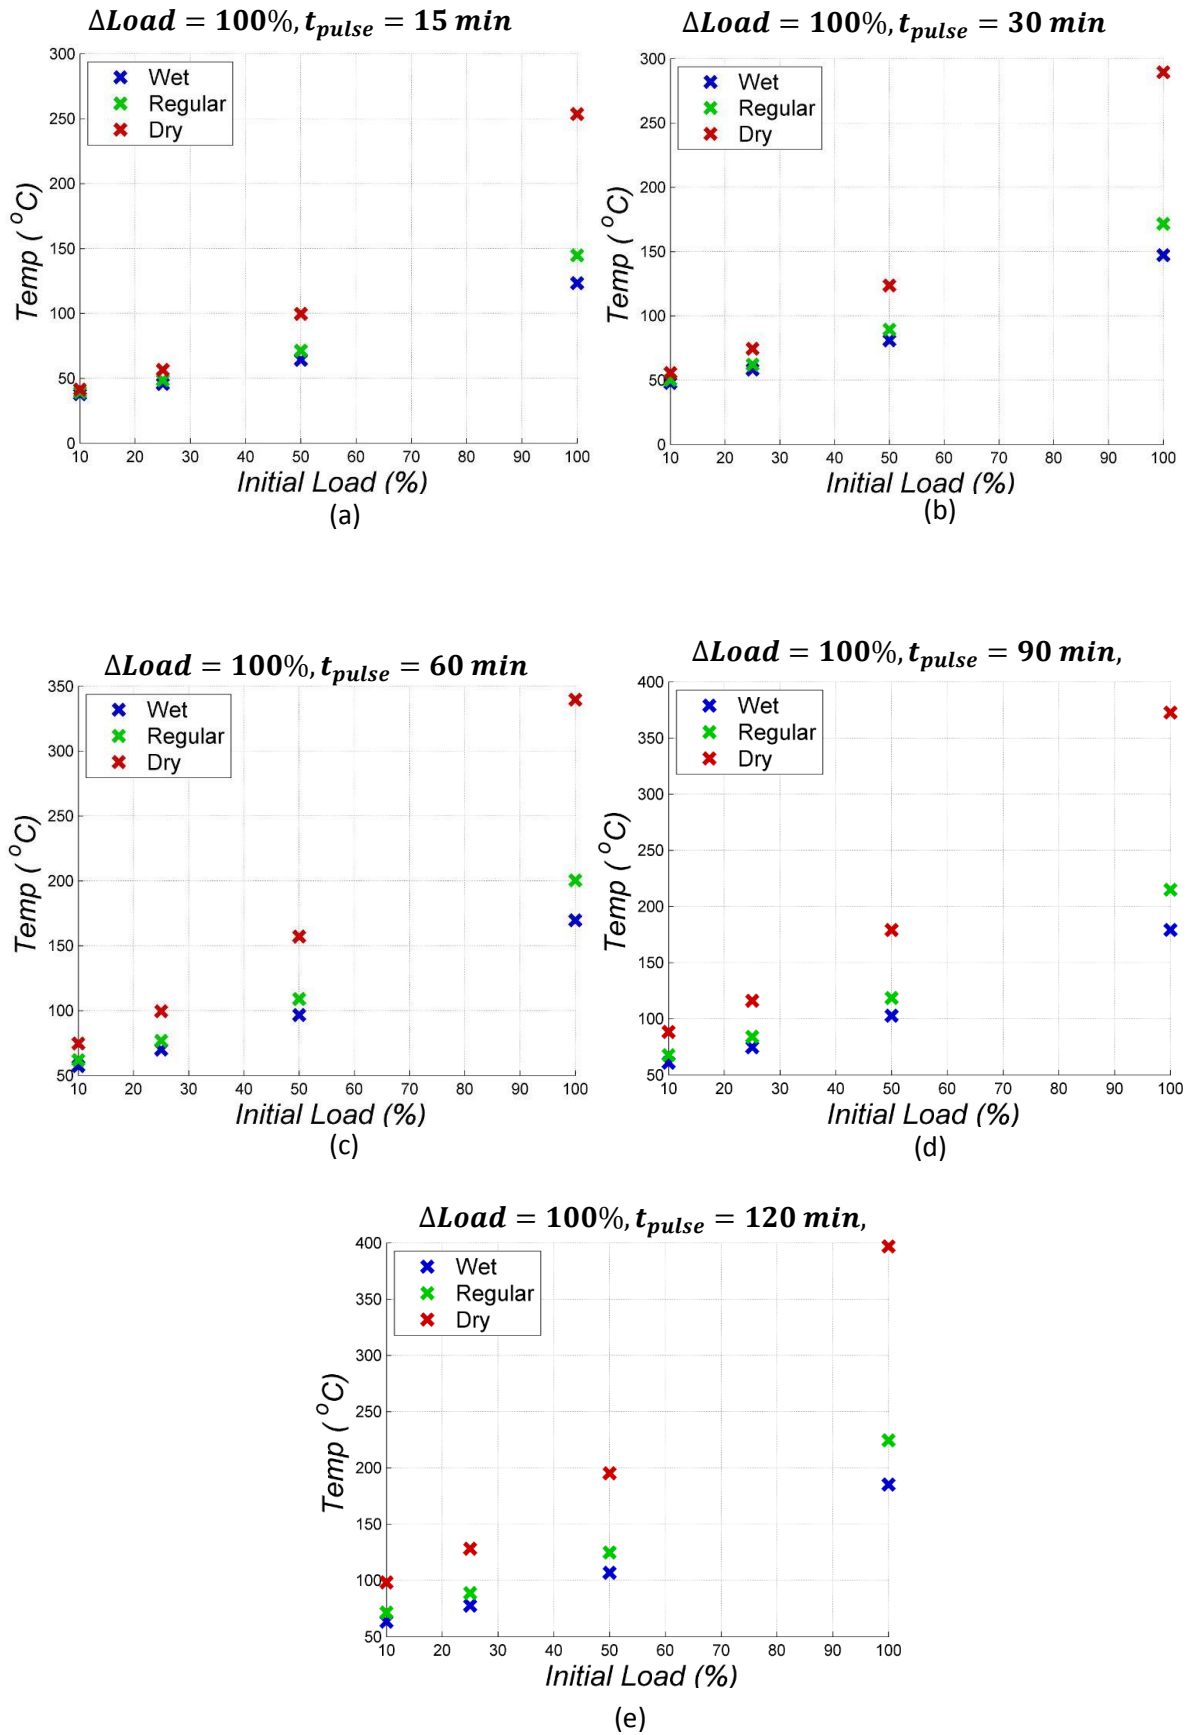 ΔLoad = 100%, t_pulse = 15 min
300
250
200
150
100
50
0
Temp ( °C)
Wet
Regular
Dry
10 20 30 40 50 60 70 80 90 100
Initial Load (%)
(a)
ΔLoad = 100%, t_pulse = 30 min
300
250
200
150
100
50
0
Temp ( °C)
Wet
Regular
Dry
10 20 30 40 50 60 70 80 90 100
Initial Load (%)
(b)
ΔLoad = 100%, t_pulse = 60 min
350
300
250
200
150
100
50
Temp ( °C)
Wet
Regular
Dry
10 20 30 40 50 60 70 80 90 100
Initial Load (%)
(c)
ΔLoad = 100%, t_pulse = 90 min,
400
350
300
250
200
150
100
50
Temp ( °C)
Wet
Regular
Dry
10 20 30 40 50 60 70 80 90 100
Initial Load (%)
(d)
ΔLoad = 100%, t_pulse = 120 min,
400
350
300
250
200
150
100
50
Temp ( °C)
Wet
Regular
Dry
10 20 30 40 50 60 70 80 90 100
Initial Load (%)
(e)